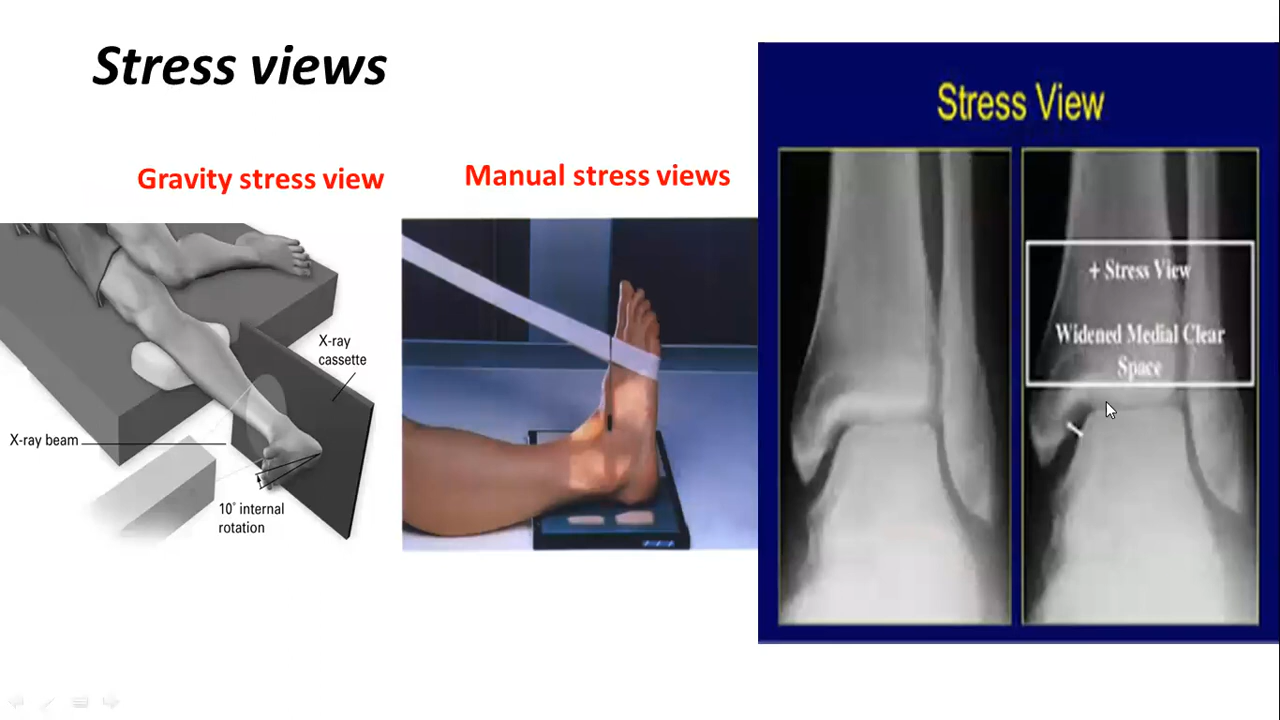 Stress views
Gravity stress view
Manual stress views
X-ray
cassette
X-ray beam
10° internal
rotation
Stress View
+ Stress View
Widened Medial Clear
Space